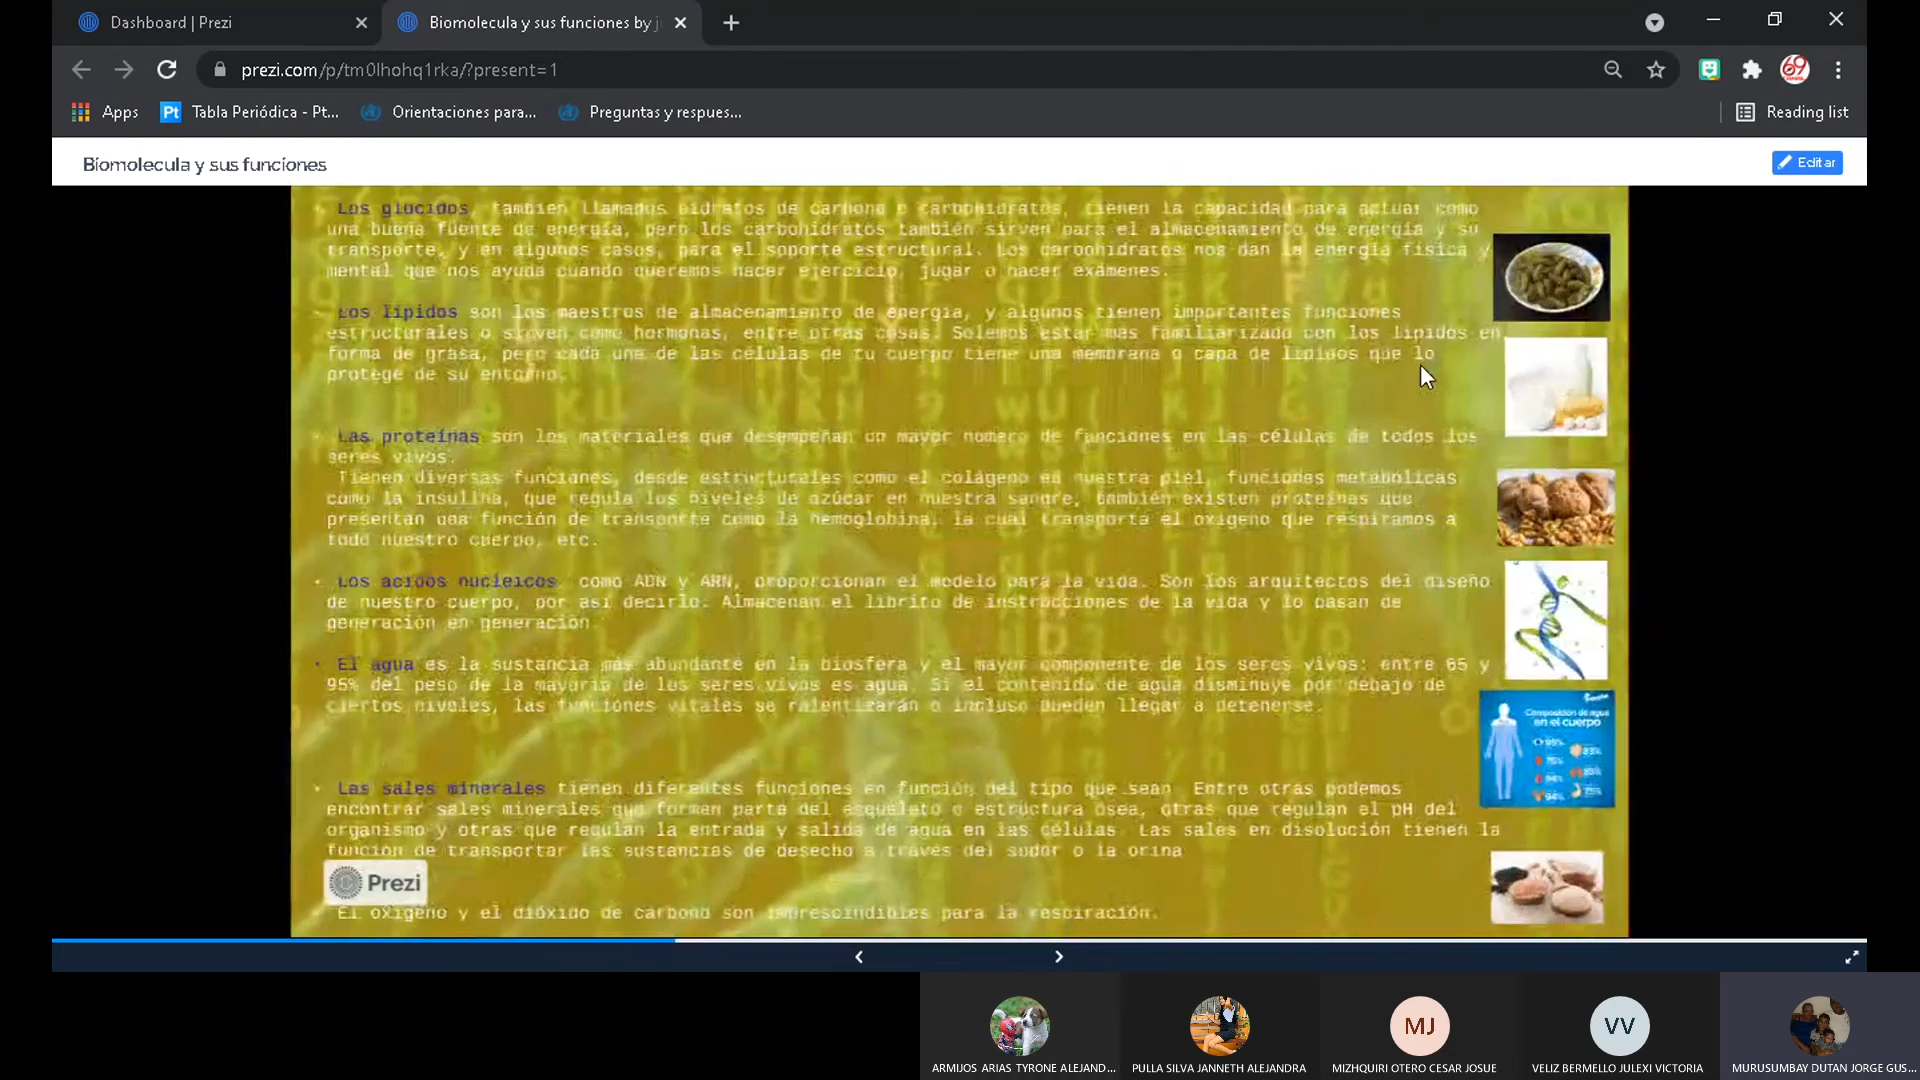 Dashboard | Prezi
Biomolecula y sus funciones by j
prezi.com/p/tm0lhohq1rka/?present=1
Apps
Tabla Periódica - Pt...
Orientaciones para...
Preguntas y respues...
Reading list
Biomolecula y sus funciones
Editar
Los glúcidos, también llamados hidratos de carbono o carbohidratos, tienen la capacidad para actuar como
una buena fuente de energía, pero los carbohidratos también sirven para el almacenamiento de energía y su
transporte, y en algunos casos, para el soporte estructural. Los carbohidratos nos dan la energía física y
mental que nos ayuda cuando queremos hacer ejercicio, jugar o hacer exámenes.
Los lípidos son los maestros de almacenamiento de energía, y algunos tienen importantes funciones
estructurales o sirven como hormonas, entre otras cosas. Solemos estar más familiarizado con los lípidos en
forma de grasa, pero cada una de las células de tu cuerpo tiene una membrana o capa de lípidos que lo
protege de su entorno.
Las proteínas son los materiales que desempeñan un mayor número de funciones en las células de todos los
seres vivos.
Tienen diversas funciones, desde estructurales como el colágeno en nuestra piel, funciones metabólicas
como la insulina, que regula los niveles de azúcar en nuestra sangre, también existen proteínas que
presentan una función de transporte como la hemoglobina, la cual transporta el oxígeno que respiramos a
todo nuestro cuerpo, etc.
Los ácidos nucleicos, como ADN y ARN, proporcionan el modelo para la vida. Son los arquitectos del diseño
de nuestro cuerpo, por así decirlo. Almacenan el librito de instrucciones de la vida y lo pasan de
generación en generación.
El agua es la sustancia más abundante en la biosfera y el mayor componente de los seres vivos: entre 65 y
95% del peso de la mayoría de los seres vivos es agua. Si el contenido de agua disminuye por debajo de
ciertos niveles, las funciones vitales se ralentizarán o incluso pueden llegar a detenerse.
Composición de agua
en el cuerpo
Las sales minerales tienen diferentes funciones en función del tipo que sean. Entre otras podemos
encontrar sales minerales que forman parte del esqueleto o estructura ósea, otras que regulan el pH del
organismo y otras que regulan la entrada y salida de agua en las células. Las sales en disolución tienen la
función de transportar las sustancias de desecho a través del sudor o la orina
Prezi
El oxígeno y el dióxido de carbono son imprescindibles para la respiración.
MJ
VV
ARMIJOS ARIAS TYRONE ALEJAND...
PULLA SILVA JANNETH ALEJANDRA
MIZHQUIRI OTERO CESAR JOSUE
VELIZ BERMELLO JULEXI VICTORIA
MURUSUMBAY DUTAN JORGE GUS...